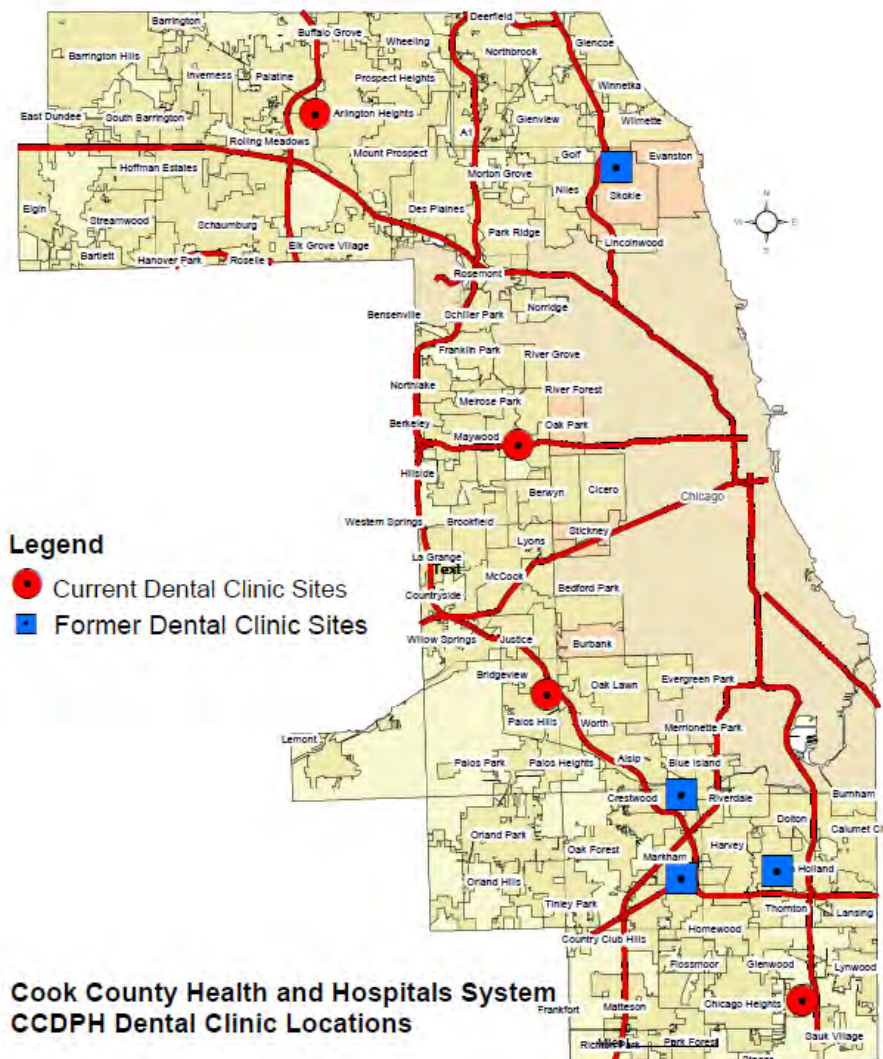 Deerfield
Barrington
Buffalo Grove
Wheeling
Glencoe
Northbrook
Barrington Hills
Inverness
Palatine
Prospect Heights
Winnetka
East Dundee
South Barrington
Arlington Heights
Glenview
Wilmette
A1
Rolling Meadows
Mount Prospect
Golf
Evanston
Hoffman Estates
Morton Grove
Niles
Skokie
N
W
E
S
Elgin
Streamwood
Schaumburg
Des Plaines
Park Ridge
Lincolnwood
Bartlett
Hanover Park
Roselle
Elk Grove Village
Rosemont
Bensenville
Schiller Park
Norridge
Franklin Park
River Grove
Northlake
Melrose Park
River Forest
Berkeley
Maywood
Oak Park
Hillside
Berwyn
Cicero
Chicago
Western Springs
Brookfield
Stickney
Lyons
La Grange
Text
McCook
Countryside
Bedford Park
Legend
Current Dental Clinic Sites
Former Dental Clinic Sites
Willow Springs
Justice
Burbank
Bridgeview
Oak Lawn
Evergreen Park
Palos Hills
Worth
Merrionette Park
Lemont
Palos Park
Palos Heights
Alsip
Blue Island
Crestwood
Riverdale
Burnham
Dolton
Calumet Ci
Orland Park
Oak Forest
Harvey
Markham
Holland
Orland Hills
Tinley Park
Thornton
Lansing
Homewood
Country Club Hills
Flossmoor
Glenwood
Lynwood
Cook County Health and Hospitals System
CCDPH Dental Clinic Locations
Frankfort
Matteson
Chicago Heights
Park Forest
Sauk Village